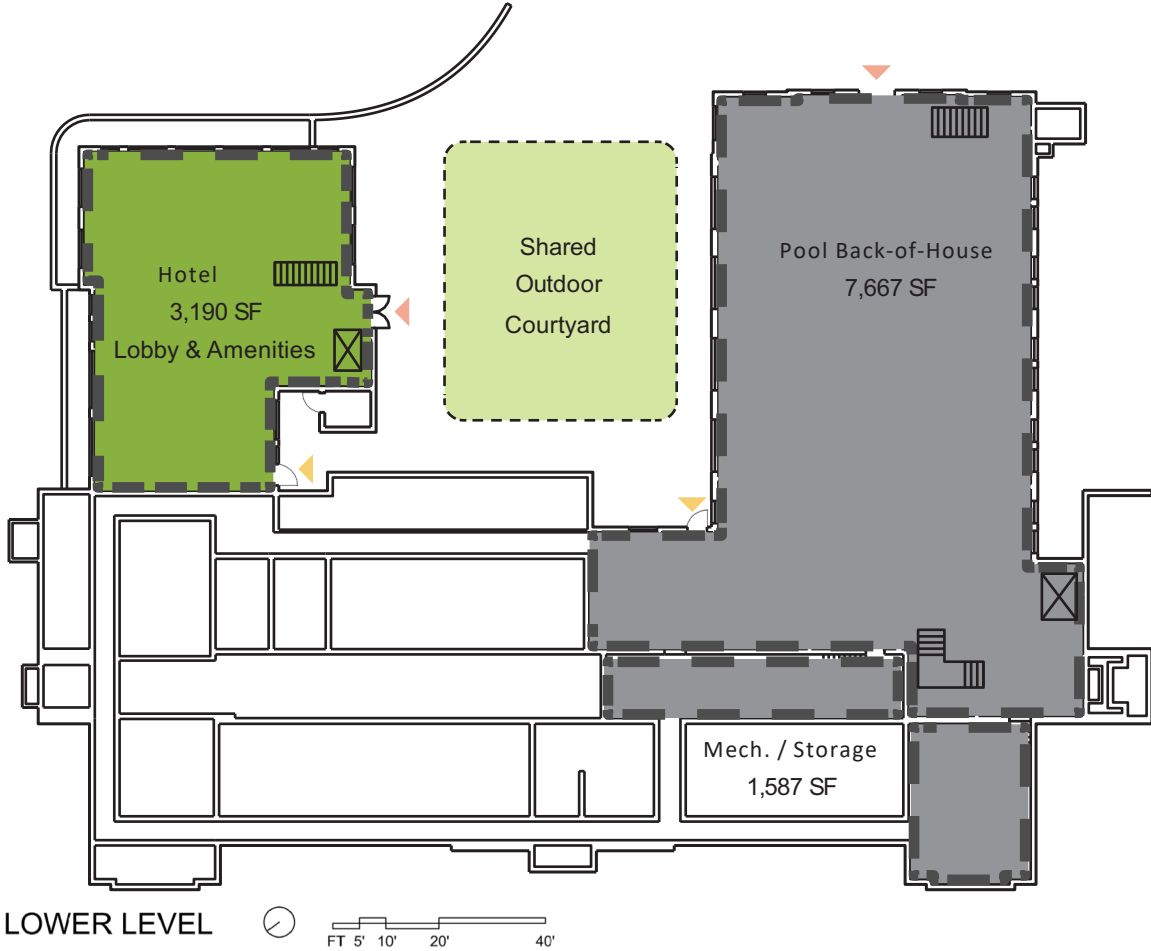 Hotel
3,190 SF
Lobby & Amenities
Shared
Outdoor
Courtyard
Pool Back-of-House
7,667 SF
Mech. / Storage
1,587 SF
LOWER LEVEL
FT 5' 10' 20' 40'